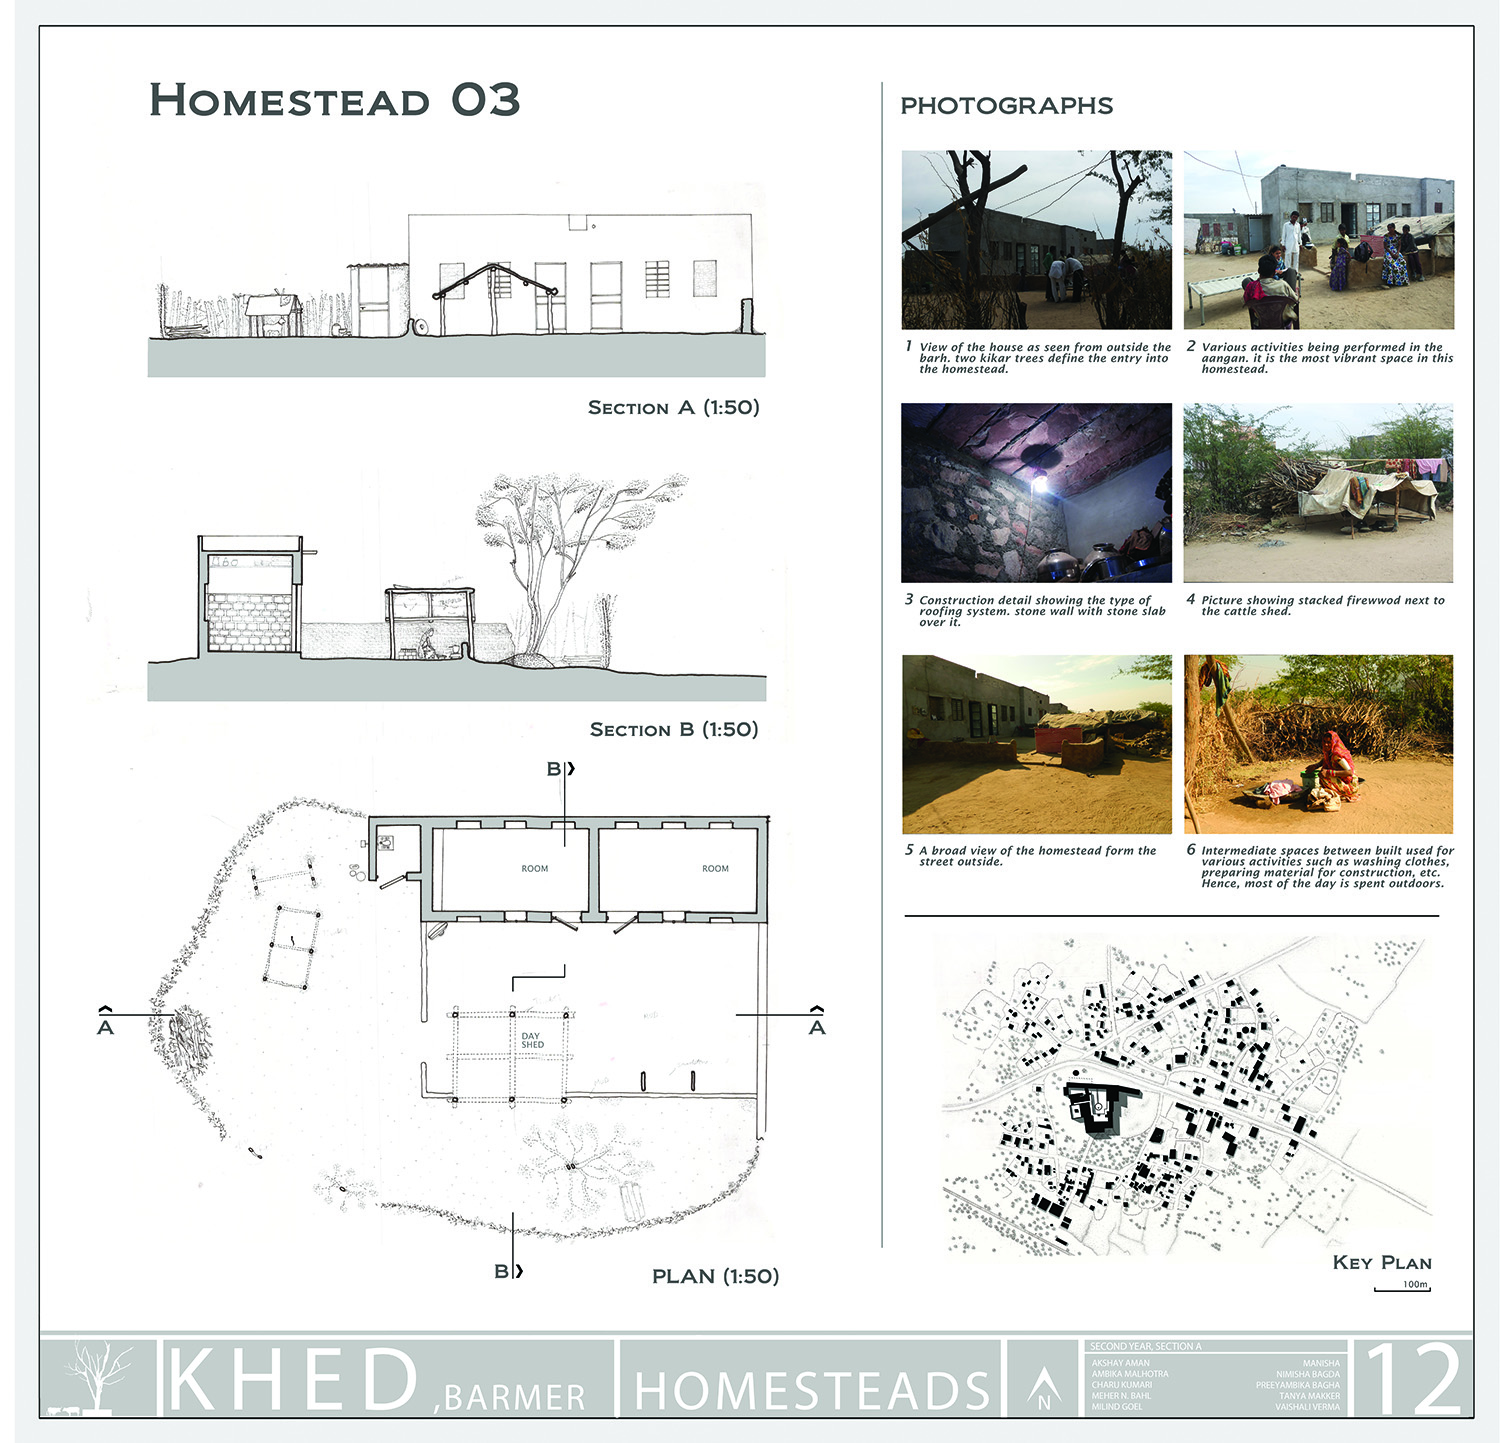 HOMESTEAD 03
SECTION A (1:50)
SECTION B (1:50)
B
ROOM
ROOM
A
A
DAY
SHED
B
PLAN (1:50)
PHOTOGRAPHS
1 View of the house as seen from outside the
barh. two kikar trees define the entry into
the homestead.
2 Various activities being performed in the
aangan. it is the most vibrant space in this
homestead.
3 Construction detail showing the type of
roofing system. stone wall with stone slab
over it.
4 Picture showing stacked firewwod next to
the cattle shed.
5 A broad view of the homestead form the
street outside.
6 Intermediate spaces between built used for
various activities such as washing clothes,
preparing material for construction, etc.
Hence, most of the day is spent outdoors.
KEY PLAN
100m
KHED, BARMER
HOMESTEADS
N
SECOND YEAR, SECTION A
AKSHAY AMAN
AMBIKA MALHOTRA
CHARU KUMARI
MEHER N. BAHL
MILIND GOEL
MANISHA
NIMISHA BAGDA
PREEYAMBIKA BAGHA
TANYA MAKKER
VAISHALI VERMA
12